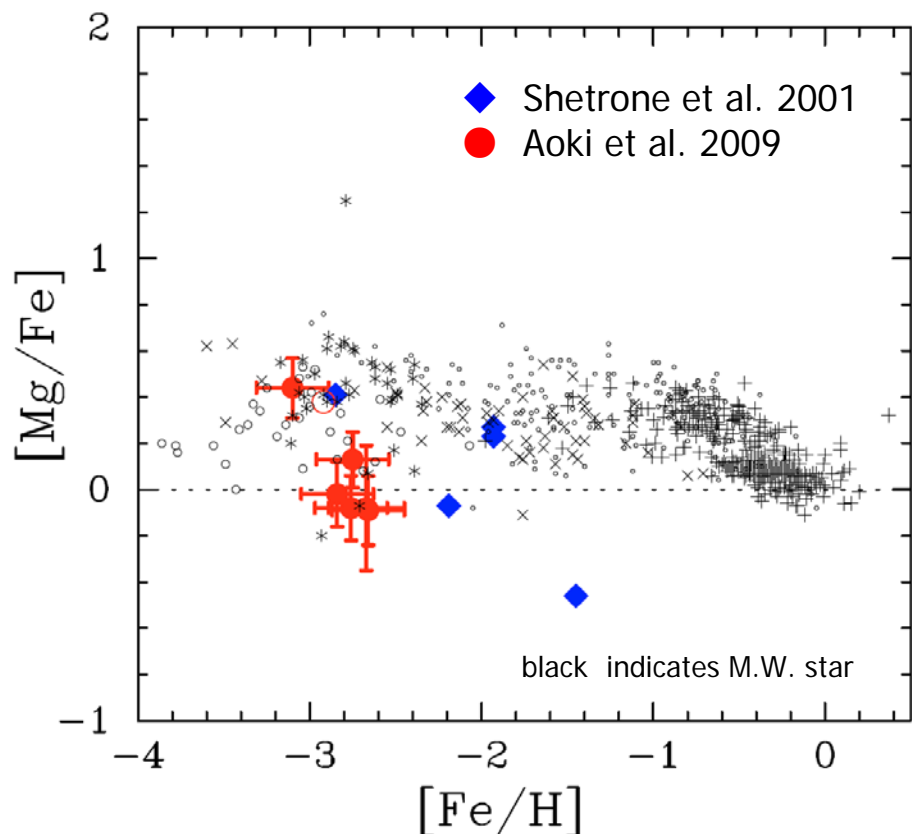 2
1
0
−1
[Mg/Fe]
Shetrone et al. 2001
Aoki et al. 2009
black indicates M.W. star
−4
−3
−2
−1
0
[Fe/H]